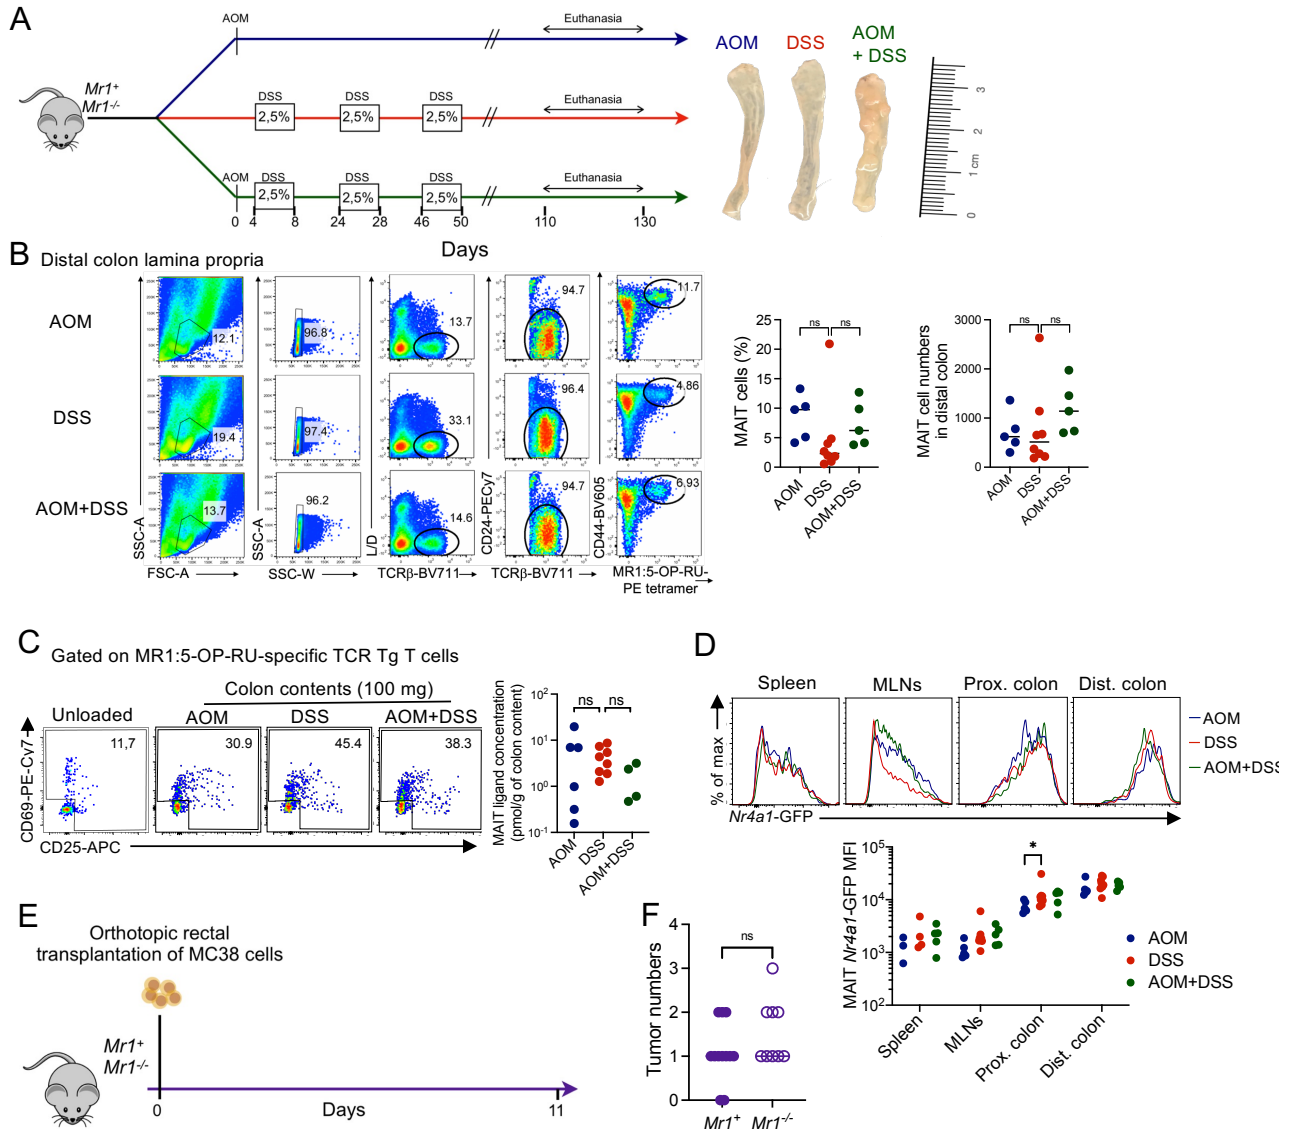 A
AOM
Euthanasia
Mr1+
Mr1-/-
DSS
DSS
DSS
2,5%
2,5%
2,5%
Euthanasia
AOM
DSS
DSS
DSS
2,5%
2,5%
2,5%
Euthanasia
0 4 8 24 28 46 50 110 130
Days
AOM
DSS
AOM
+ DSS
3
2
1 cm
0
B
Distal colon lamina propria
AOM
DSS
AOM+DSS
12.1
96.8
13.7
94.7
11.7
19.4
97.4
33.1
96.4
4.86
13.7
96.2
14.6
94.7
6.93
SSC-A
SSC-A
L/D
CD24-PECy7
CD44-BV605
FSC-A
SSC-W
TCRβ-BV711
TCRβ-BV711
MR1:5-OP-RU-
PE tetramer
MAIT cells (%)
25
20
15
10
5
0
ns
ns
AOM
DSS
AOM+DSS
MAIT cell numbers
in distal colon
3000
2000
1000
0
ns
ns
AOM
DSS
AOM+DSS
C
Gated on MR1:5-OP-RU-specific TCR Tg T cells
Colon contents (100 mg)
Unloaded
AOM
DSS
AOM+DSS
11,7
30.9
45.4
38.3
CD69-PE-Cy7
CD25-APC
MAIT ligand concentration
(pmol/g of colon content)
10²
10¹
10⁰
10-¹
ns
ns
AOM
DSS
AOM+DSS
D
Spleen
MLNs
Prox. colon
Dist. colon
% of max
Nr4a1-GFP
AOM
DSS
AOM+DSS
MAIT Nr4a1-GFP MFI
10⁵
10⁴
10³
10²
*
Spleen
MLNs
Prox. colon
Dist. colon
AOM
DSS
AOM+DSS
E
Orthotopic rectal
transplantation of MC38 cells
Mr1+
Mr1-/-
0
Days
11
F
Tumor numbers
4
3
2
1
0
ns
Mr1+
Mr1-/-